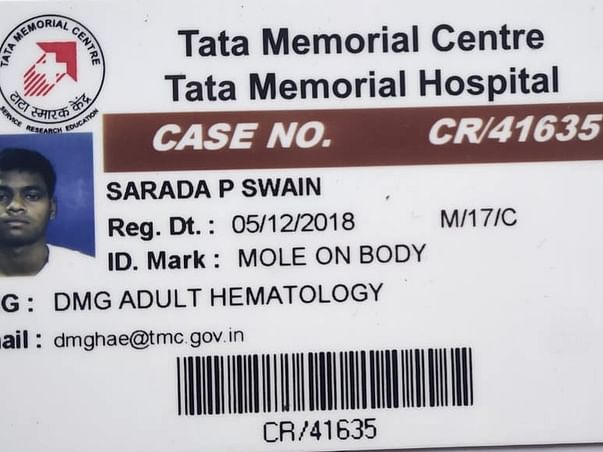 TATA MEMORIAL CENTRE
टाटा स्मारक केंद्र
SERVICE RESEARCH EDUCATION
Tata Memorial Centre
Tata Memorial Hospital
CASE NO. CR/41635
SARADA P SWAIN
Reg. Dt. : 05/12/2018 M/17/C
ID. Mark : MOLE ON BODY
G : DMG ADULT HEMATOLOGY
ail : dmghae@tmc.gov.in
CR/41635